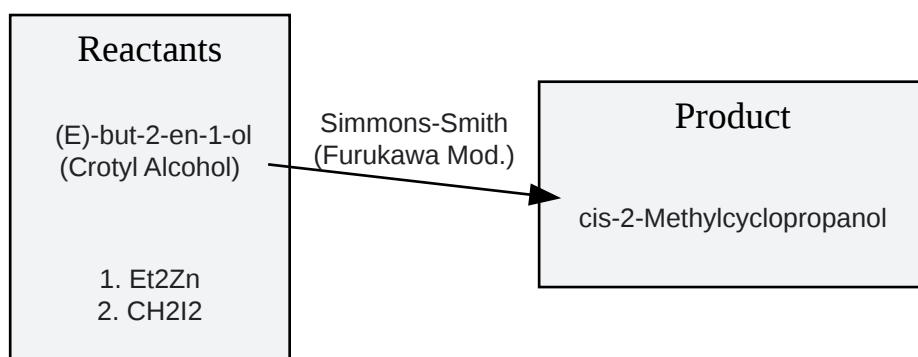 Reactants
(E)-but-2-en-1-ol
(Crotyl Alcohol)
1. Et2Zn
2. CH2I2
Simmons-Smith
(Furukawa Mod.)
Product
cis-2-Methylcyclopropanol